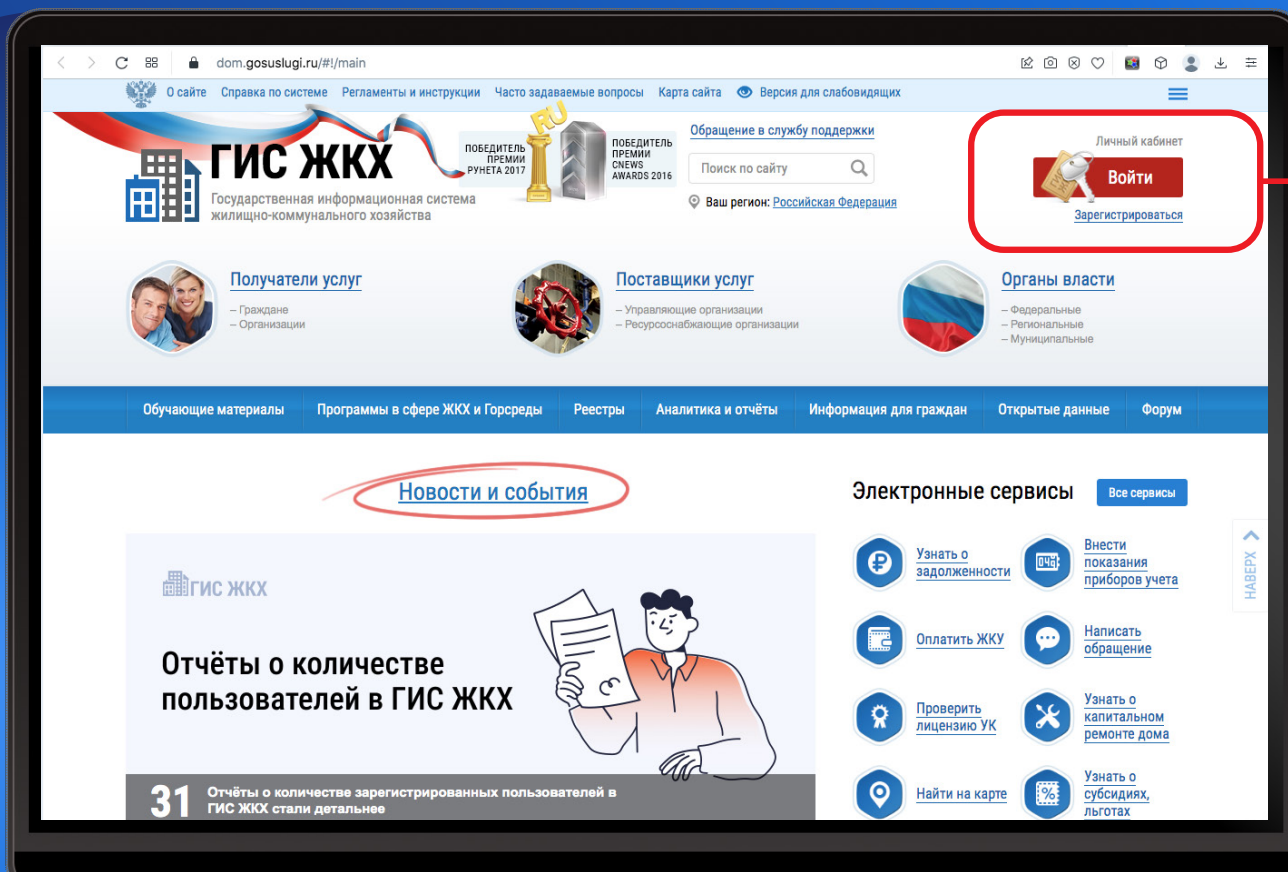 dom.gosuslugi.ru/#!/main
О сайте Справка по системе Регламенты и инструкции Часто задаваемые вопросы Карта сайта Версия для слабовидящих
ГИС ЖКХ
Государственная информационная система
жилищно-коммунального хозяйства
RU
ПОБЕДИТЕЛЬ
ПРЕМИИ
РУНЕТА 2017
ПОБЕДИТЕЛЬ
ПРЕМИИ
CNEWS
AWARDS 2016
Обращение в службу поддержки
Поиск по сайту
Ваш регион: Российская Федерация
Личный кабинет
Войти
Зарегистрироваться
Получатели услуг
– Граждане
– Организации
Поставщики услуг
– Управляющие организации
– Ресурсоснабжающие организации
Органы власти
– Федеральные
– Региональные
– Муниципальные
Обучающие материалы Программы в сфере ЖКХ и Горсреды Реестры Аналитика и отчёты Информация для граждан Открытые данные Форум
Новости и события
ГИС ЖКХ
Отчёты о количестве
пользователей в ГИС ЖКХ
31
Отчёты о количестве зарегистрированных пользователей в
ГИС ЖКХ стали детальнее
Электронные сервисы
Все сервисы
Узнать о
задолженности
Внести
показания
приборов учета
Оплатить ЖКУ
Написать
обращение
Проверить
лицензию УК
Узнать о
капитальном
ремонте дома
Найти на карте
Узнать о
субсидиях,
льготах
НАВЕРХ